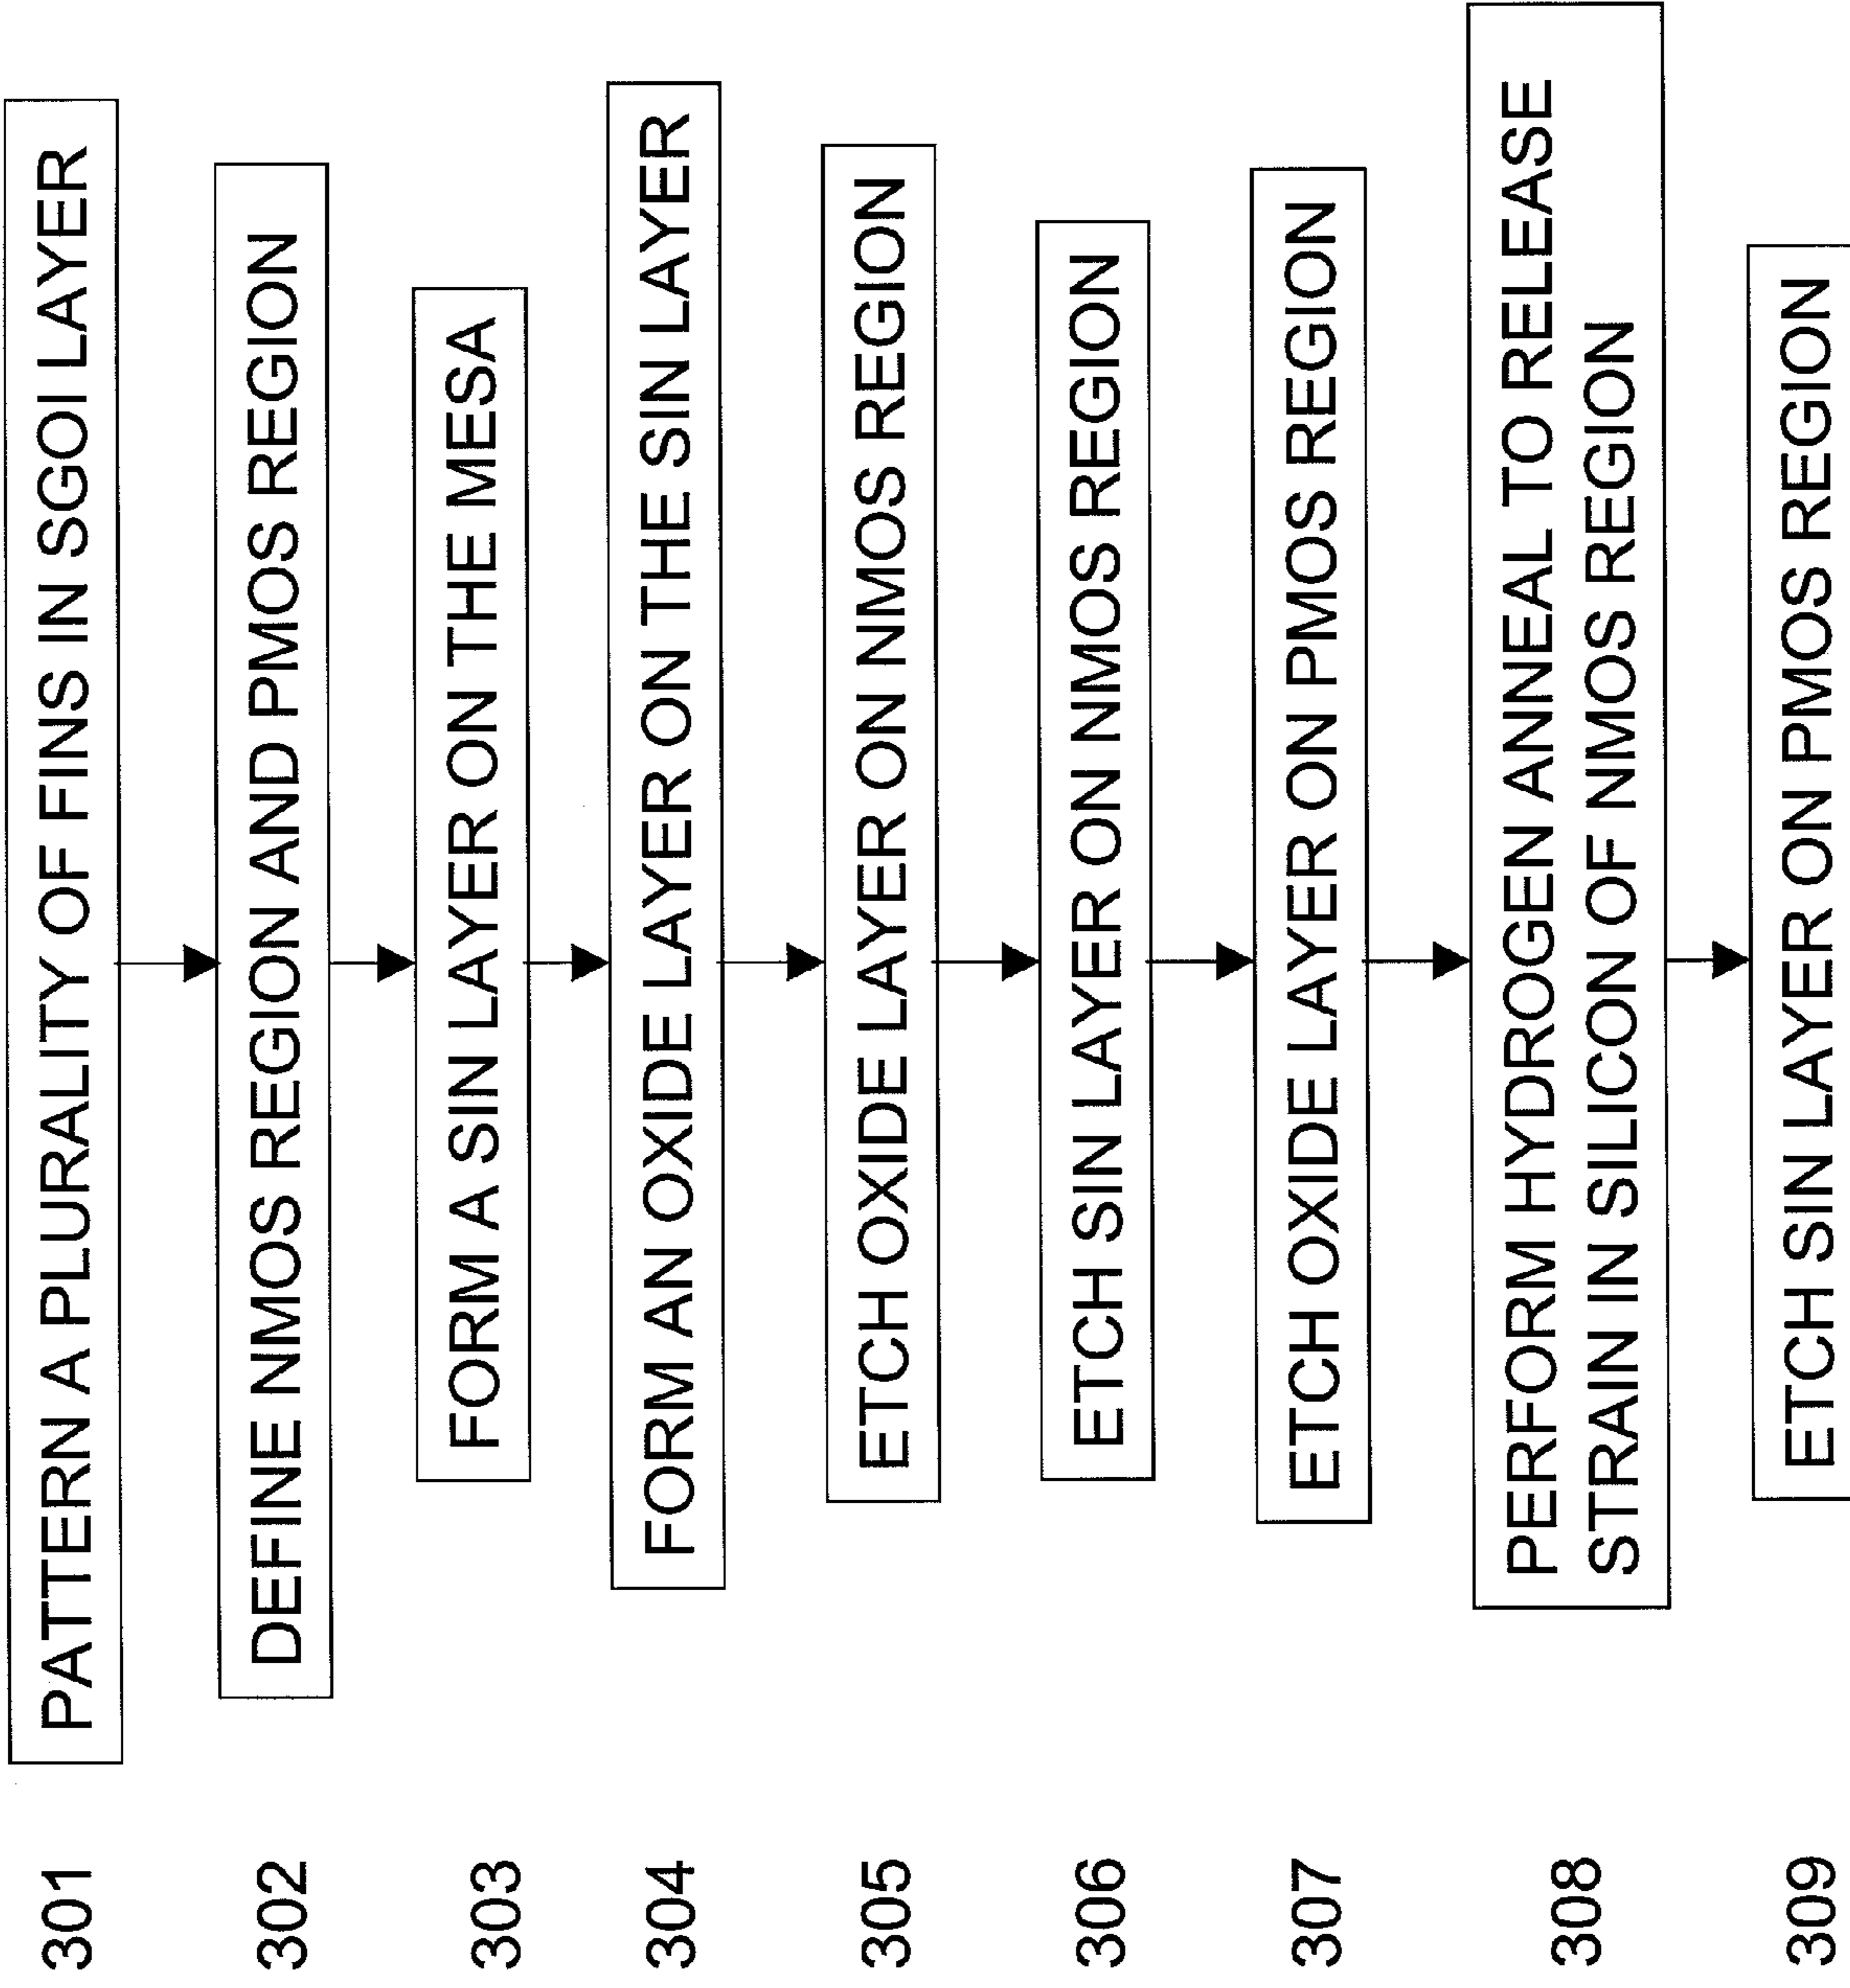 301 PATTERN A PLURALITY OF FINS IN SGOI LAYER
302 DEFINE NMOS REGION AND PMOS REGION
303 FORM A SIN LAYER ON THE MESA
304 FORM AN OXIDE LAYER ON THE SIN LAYER
305 ETCH OXIDE LAYER ON NMOS REGION
306 ETCH SIN LAYER ON NMOS REGION
307 ETCH OXIDE LAYER ON PMOS REGION
308 PERFORM HYDROGEN ANNEAL TO RELEASE
STRAIN IN SILICON OF NMOS REGION
309 ETCH SIN LAYER ON PMOS REGION